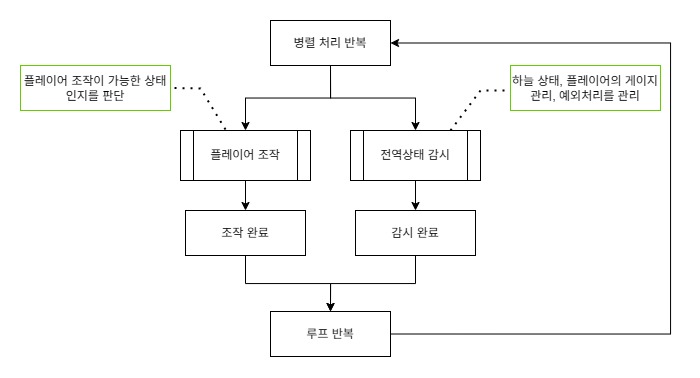 병렬 처리 반복
플레이어 조작이 가능한 상태
인지를 판단
하늘 상태, 플레이어의 게이지
관리, 예외처리를 관리
플레이어 조작
전역상태 감시
조작 완료
감시 완료
루프 반복